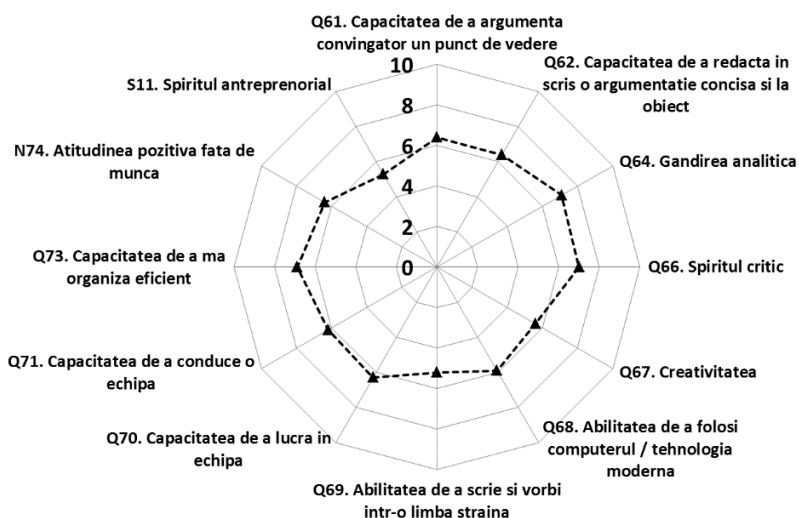 Q61. Capacitatea de a argumenta
convingator un punct de vedere
Q62. Capacitatea de a redacta in
scris o argumentatie concisa si la
obiect
Q64. Gandirea analitica
Q66. Spiritul critic
Q67. Creativitatea
Q68. Abilitatea de a folosi
computerul / tehnologia
moderna
Q69. Abilitatea de a scrie si vorbi
intr-o limba straina
Q70. Capacitatea de a lucra in
echipa
Q71. Capacitatea de a conduce o
echipa
Q73. Capacitatea de a ma
organiza eficient
N74. Atitudinea pozitiva fata de
munca
S11. Spiritul antreprenorial
10
8
6
4
2
0